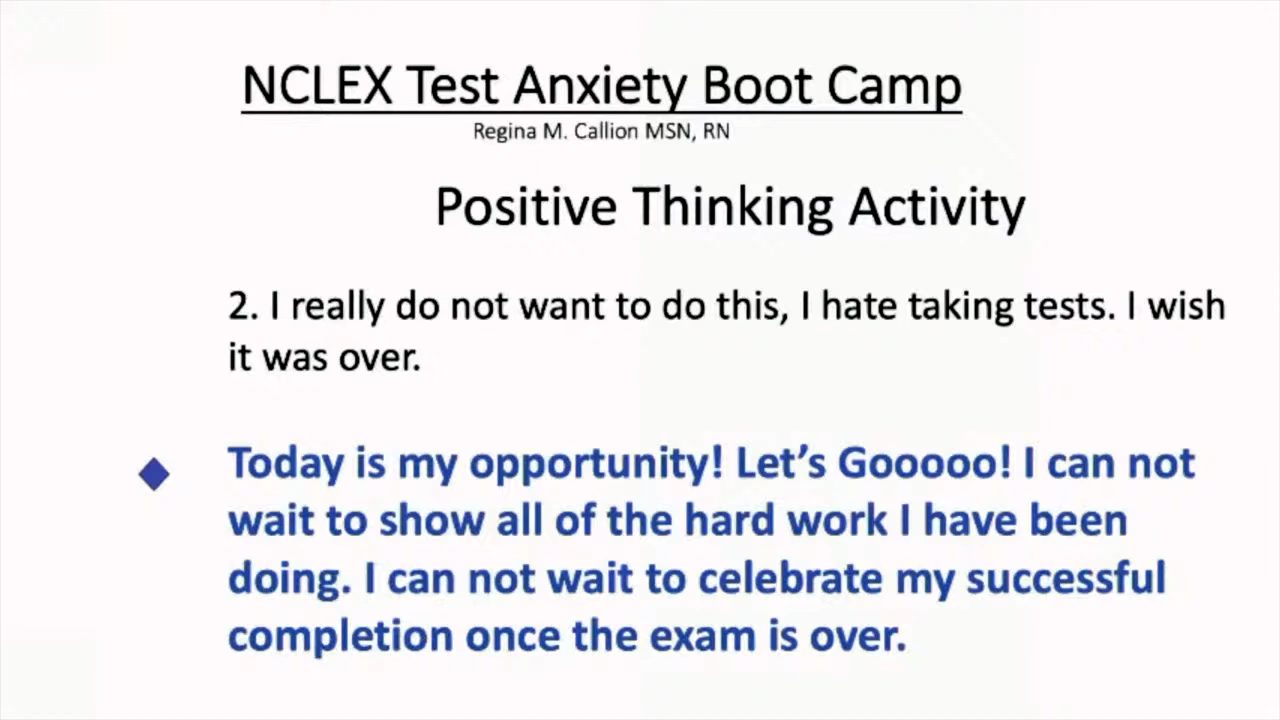 NCLEX Test Anxiety Boot Camp
Regina M. Callion MSN, RN
Positive Thinking Activity
2. I really do not want to do this, I hate taking tests. I wish
it was over.
Today is my opportunity! Let’s Gooooo! I can not
wait to show all of the hard work I have been
doing. I can not wait to celebrate my successful
completion once the exam is over.